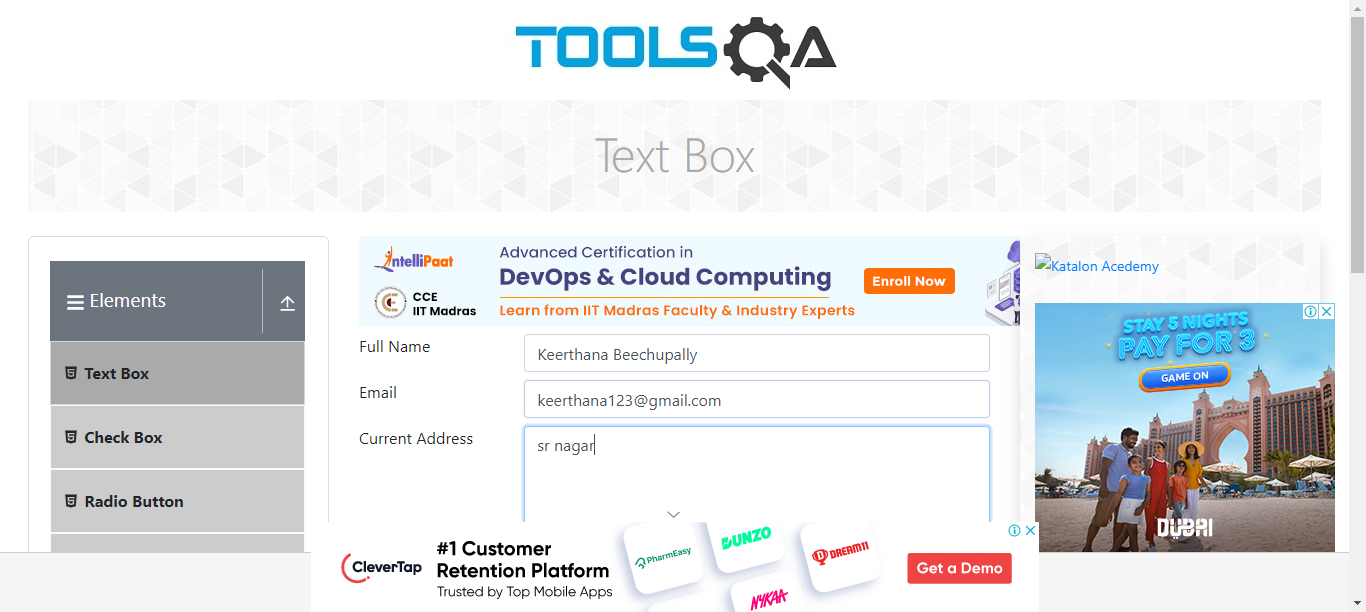 TOOLSQA
Text Box
Elements
Text Box
Check Box
Radio Button
intelliPaat
CCE
IIT Madras
Advanced Certification in
DevOps & Cloud Computing
Learn from IIT Madras Faculty & Industry Experts
Enroll Now
Full Name
Keerthana Beechupally
Email
keerthana123@gmail.com
Current Address
sr nagar
Katalon Acedemy
STAY 5 NIGHTS
PAY FOR 3
GAME ON
DUBAI
CleverTap
#1 Customer
Retention Platform
Trusted by Top Mobile Apps
PharmEasy
DUNZO
DREAM11
NYKAA
Get a Demo